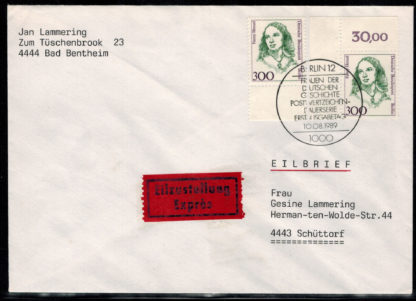 Jan Lammering
Zum Tüschenbrook 23
4444 Bad Bentheim
300
30,00
300
BERLIN 12
FRAUEN DER
DEUTSCHEN
GESCHICHTE
POSTWERTZEICHEN-
DAUERSERIE
ERSTAUSGABETAG
10.08.1989
1000
EILBRIEF
Eilzustellung
Exprès
Frau
Gesine Lammering
Herman-ten-Wolde-Str.44
4443 Schüttorf